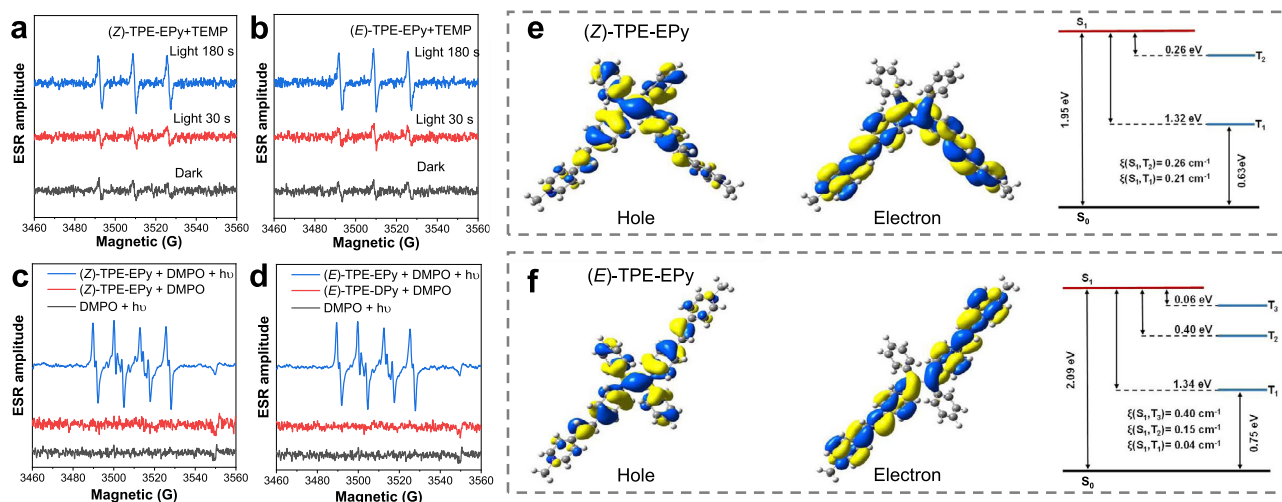 a
(Z)-TPE-EPy+TEMP
Light 180 s
Light 30 s
Dark
ESR amplitude
3460 3480 3500 3520 3540 3560
Magnetic (G)
b
(E)-TPE-EPy+TEMP
Light 180 s
Light 30 s
Dark
ESR amplitude
3460 3480 3500 3520 3540 3560
Magnetic (G)
c
(Z)-TPE-EPy + DMPO + hυ
(Z)-TPE-EPy + DMPO
DMPO + hυ
ESR amplitude
3460 3480 3500 3520 3540 3560
Magnetic (G)
d
(E)-TPE-EPy + DMPO + hυ
(E)-TPE-DPy + DMPO
DMPO + hυ
ESR amplitude
3460 3480 3500 3520 3540 3560
Magnetic (G)
e
(Z)-TPE-EPy
Hole
Electron
S1
0.26 eV
T2
1.95 eV
1.32 eV
T1
ξ(S1,T2)= 0.26 cm-1
ξ(S1,T1)= 0.21 cm-1
0.63eV
S0
f
(E)-TPE-EPy
Hole
Electron
S1
0.06 eV
T3
0.40 eV
T2
2.09 eV
1.34 eV
T1
ξ(S1,T3)= 0.40 cm-1
ξ(S1,T2)= 0.15 cm-1
ξ(S1,T1)= 0.04 cm-1
0.75 eV
S0